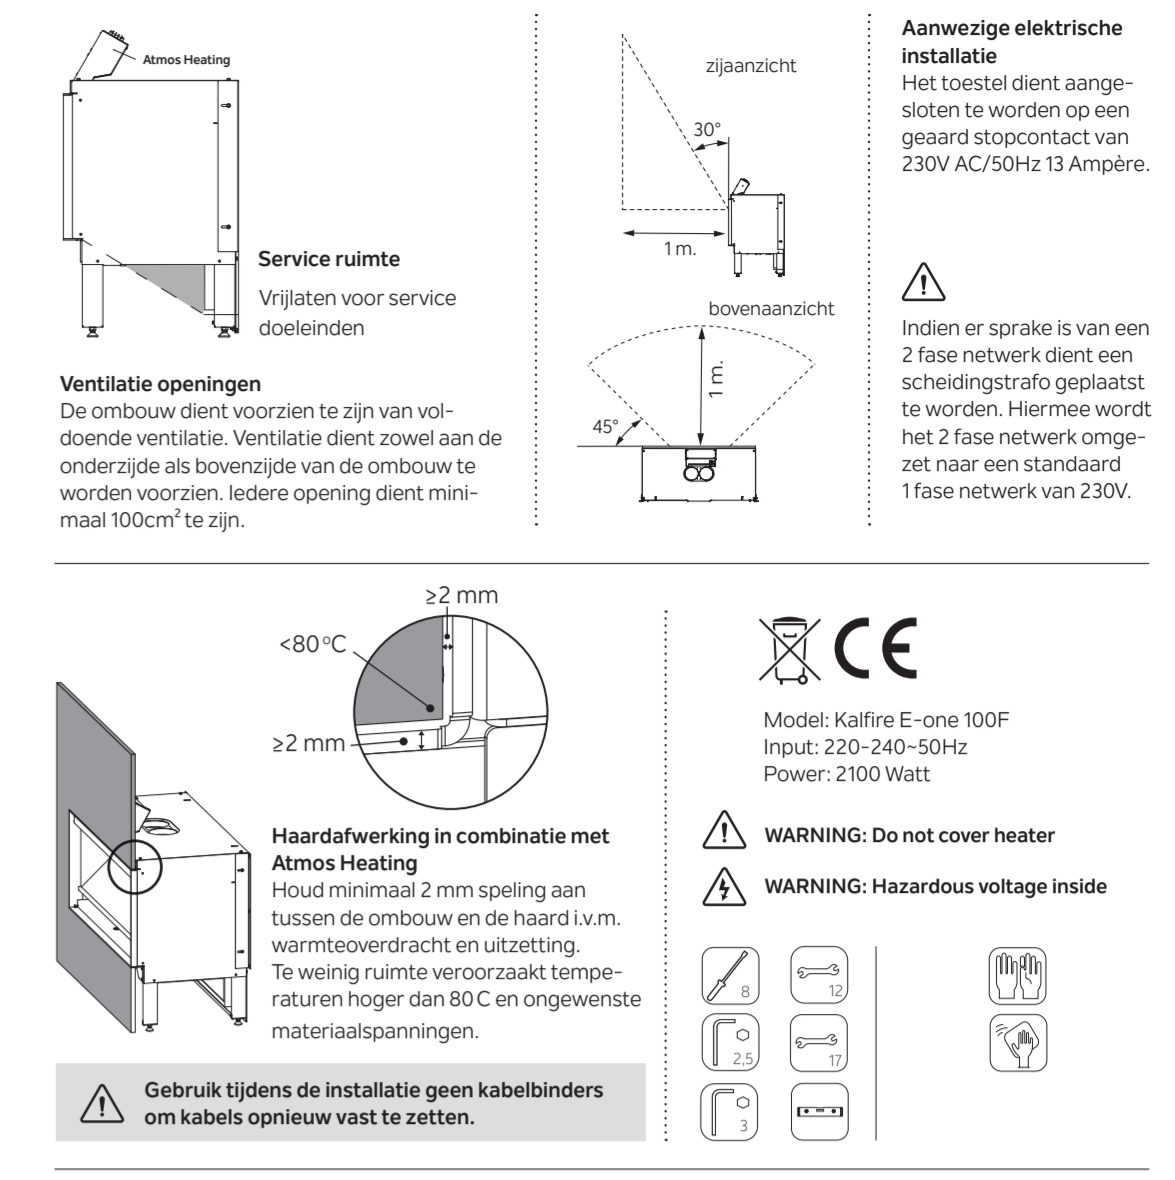 Atmos Heating
Service ruimte
Vrijlaten voor service
doeleinden
Ventilatie openingen
De ombouw dient voorzien te zijn van vol-
doende ventilatie. Ventilatie dient zowel aan de
onderzijde als bovenzijde van de ombouw te
worden voorzien. Iedere opening dient mini-
maal 100cm² te zijn.
zijaanzicht
30°
1 m.
bovenaanzicht
1 m.
45°
Aanwezige elektrische
installatie
Het toestel dient aange-
sloten te worden op een
geaard stopcontact van
230V AC/50Hz 13 Ampère.
Indien er sprake is van een
2 fase netwerk dient een
scheidingstrafo geplaatst
te worden. Hiermee wordt
het 2 fase netwerk omge-
zet naar een standaard
1 fase netwerk van 230V.
≥2 mm
<80 °C
≥2 mm
Haardafwerking in combinatie met
Atmos Heating
Houd minimaal 2 mm speling aan
tussen de ombouw en de haard i.v.m.
warmteoverdracht en uitzetting.
Te weinig ruimte veroorzaakt tempe-
raturen hoger dan 80 C en ongewenste
materiaalspanningen.
Gebruik tijdens de installatie geen kabelbinders
om kabels opnieuw vast te zetten.
CE
Model: Kalfire E-one 100F
Input: 220-240~50Hz
Power: 2100 Watt
WARNING: Do not cover heater
WARNING: Hazardous voltage inside
8
12
2,5
17
3